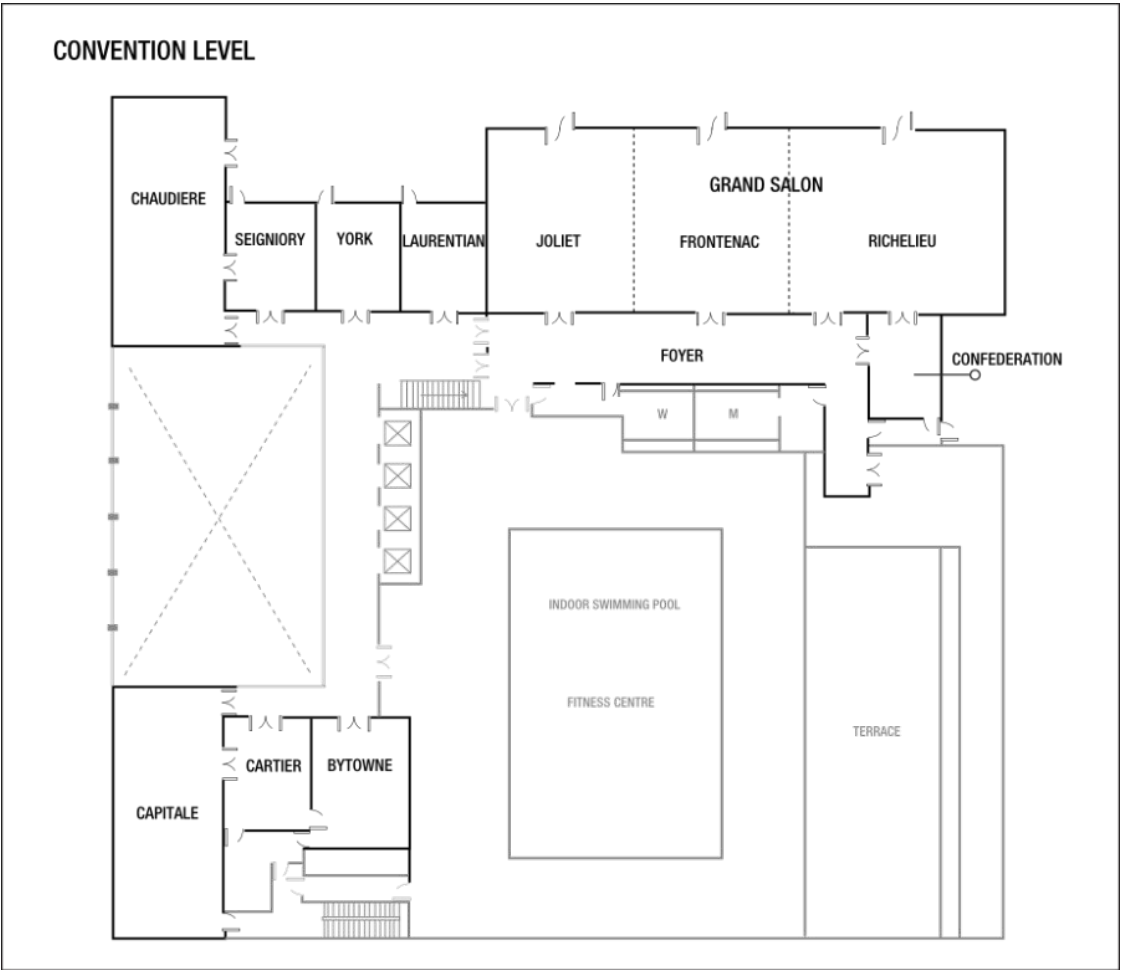 CONVENTION LEVEL
CHAUDIERE
GRAND SALON
SEIGNIORY
YORK
LAURENTIAN
JOLIET
FRONTENAC
RICHELIEU
FOYER
CONFEDERATION
W
M
INDOOR SWIMMING POOL
FITNESS CENTRE
TERRACE
CARTIER
BYTOWNE
CAPITALE